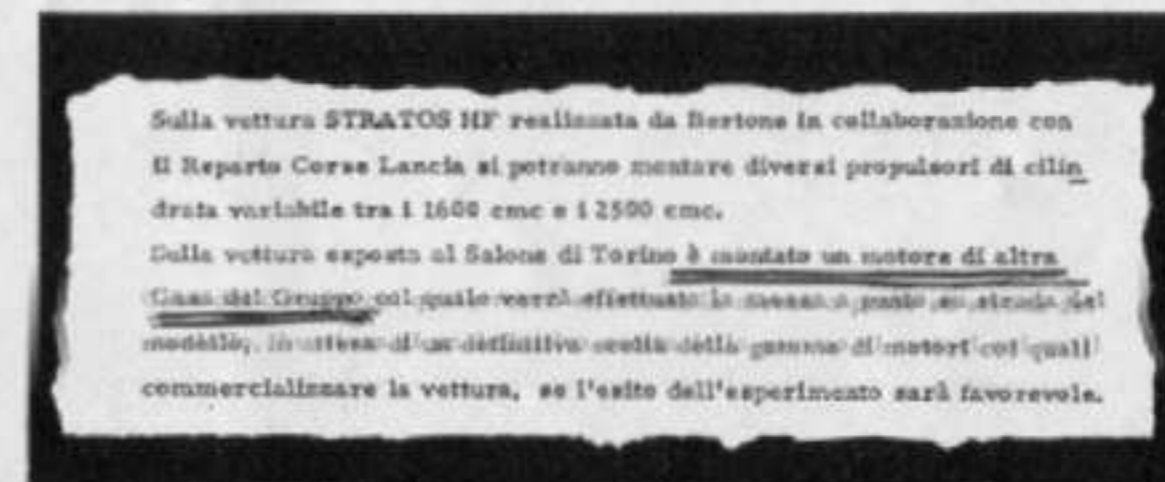 Sulla vettura STRATOS HF realizzata da Bertone in collaborazione con
il Reparto Corse Lancia si potranno montare diversi propulsori di cilin
drata variabile tra i 1600 cmc e i 2500 cmc.
Sulla vettura esposta al Salone di Torino è montato un motore di altra
Casa del Gruppo col quale verrà effettuata la messa a punto su strada del
modello, in attesa di una definitiva scelta della gamma di motori coi quali
commercializzare la vettura, se l'esito dell'esperimento sarà favorevole.